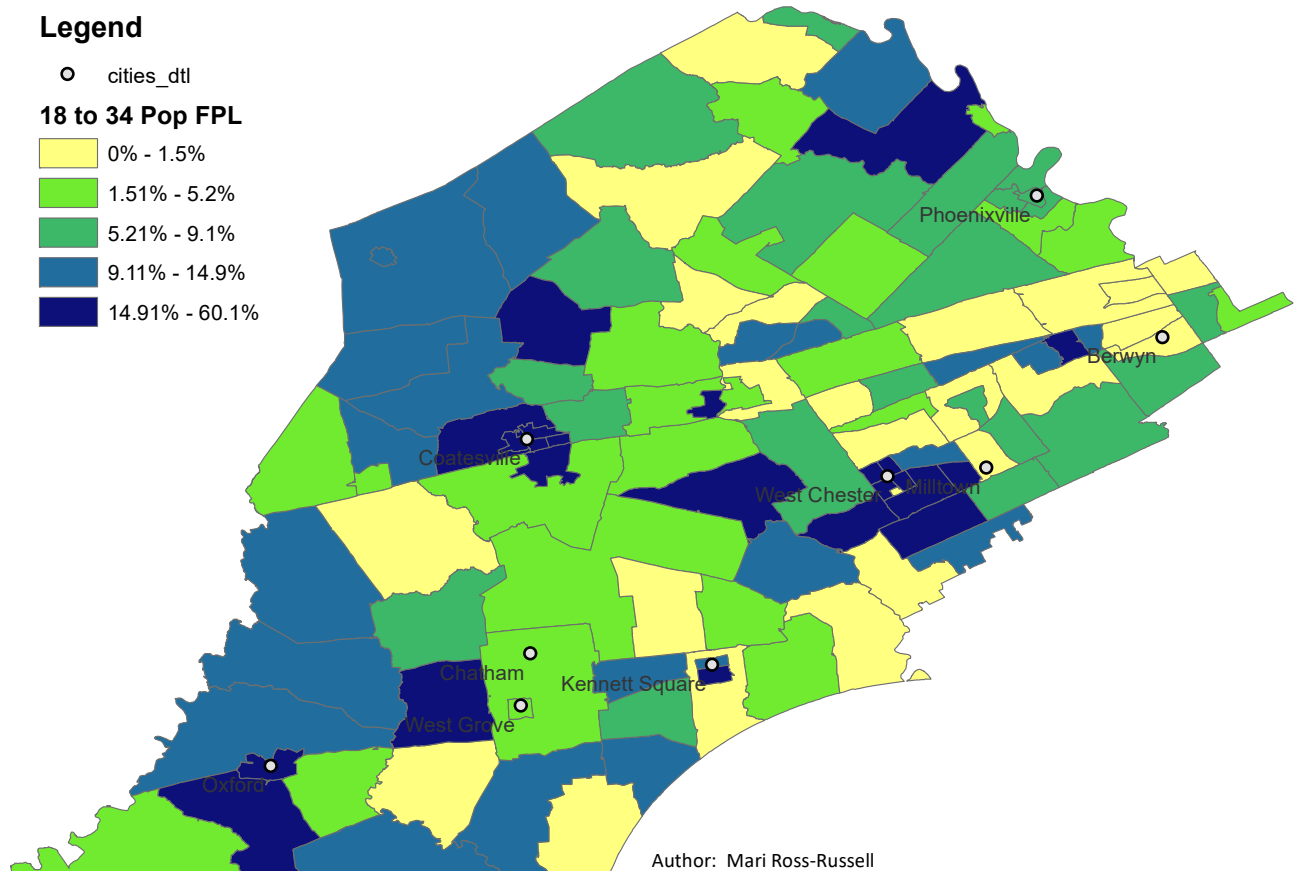 Legend
cities_dtl
18 to 34 Pop FPL
0% - 1.5%
1.51% - 5.2%
5.21% - 9.1%
9.11% - 14.9%
14.91% - 60.1%
Phoenixville
Berwyn
Coatesville
West Chester
Milltown
Chatham
Kennett Square
West Grove
Oxford
Author: Mari Ross-Russell